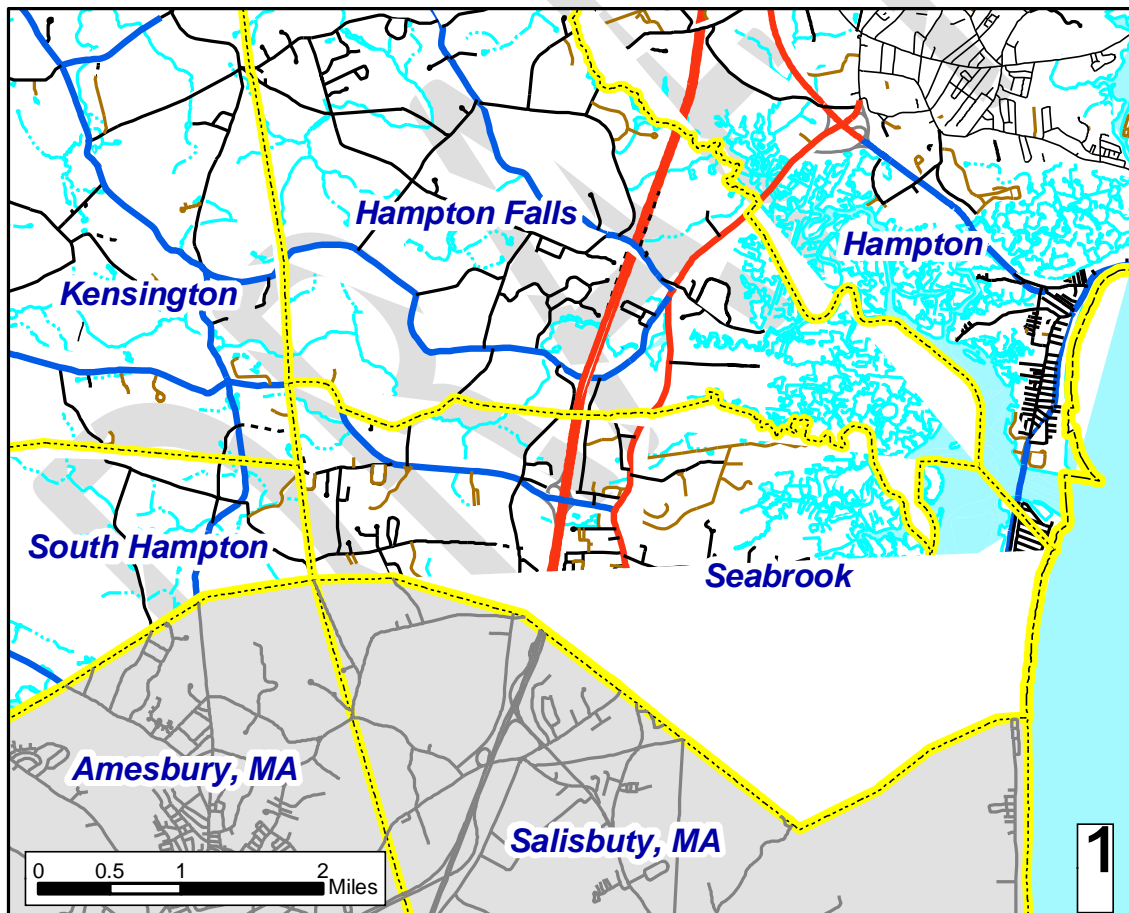 Hampton Falls
Hampton
Kensington
South Hampton
Seabrook
Amesbury, MA
Salisbuty, MA
0 0.5 1 2
Miles
1